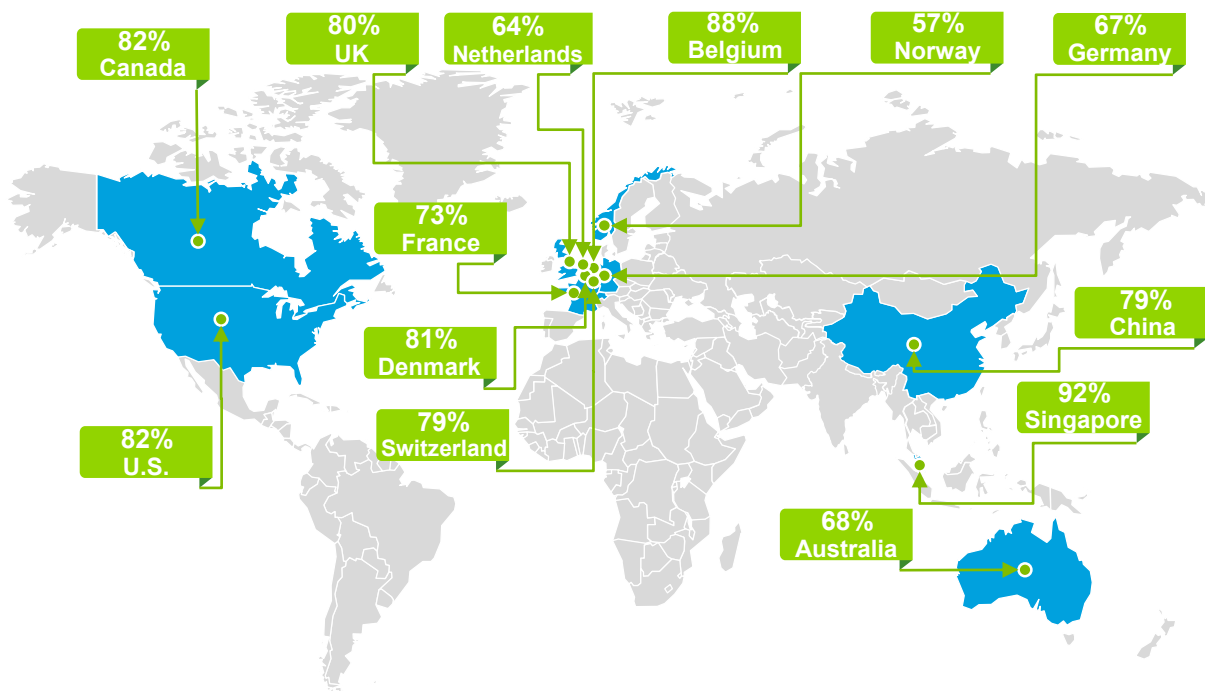 82%
Canada
80%
UK
64%
Netherlands
88%
Belgium
57%
Norway
67%
Germany
73%
France
79%
China
81%
Denmark
92%
Singapore
79%
Switzerland
82%
U.S.
68%
Australia